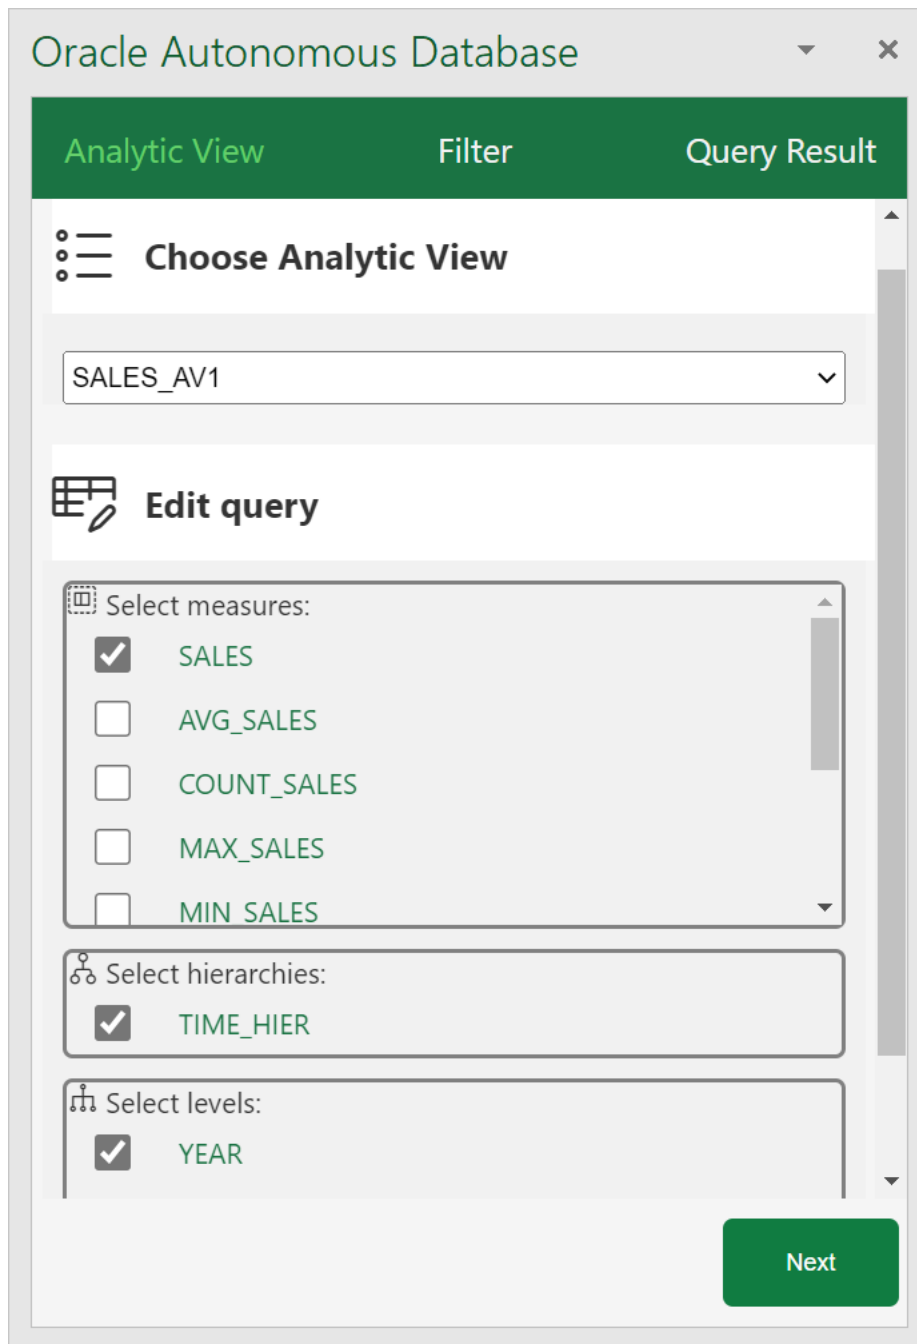 Oracle Autonomous Database
Analytic View Filter Query Result
Choose Analytic View
SALES_AV1
Edit query
Select measures:
SALES
AVG_SALES
COUNT_SALES
MAX_SALES
MIN_SALES
Select hierarchies:
TIME_HIER
Select levels:
YEAR
Next